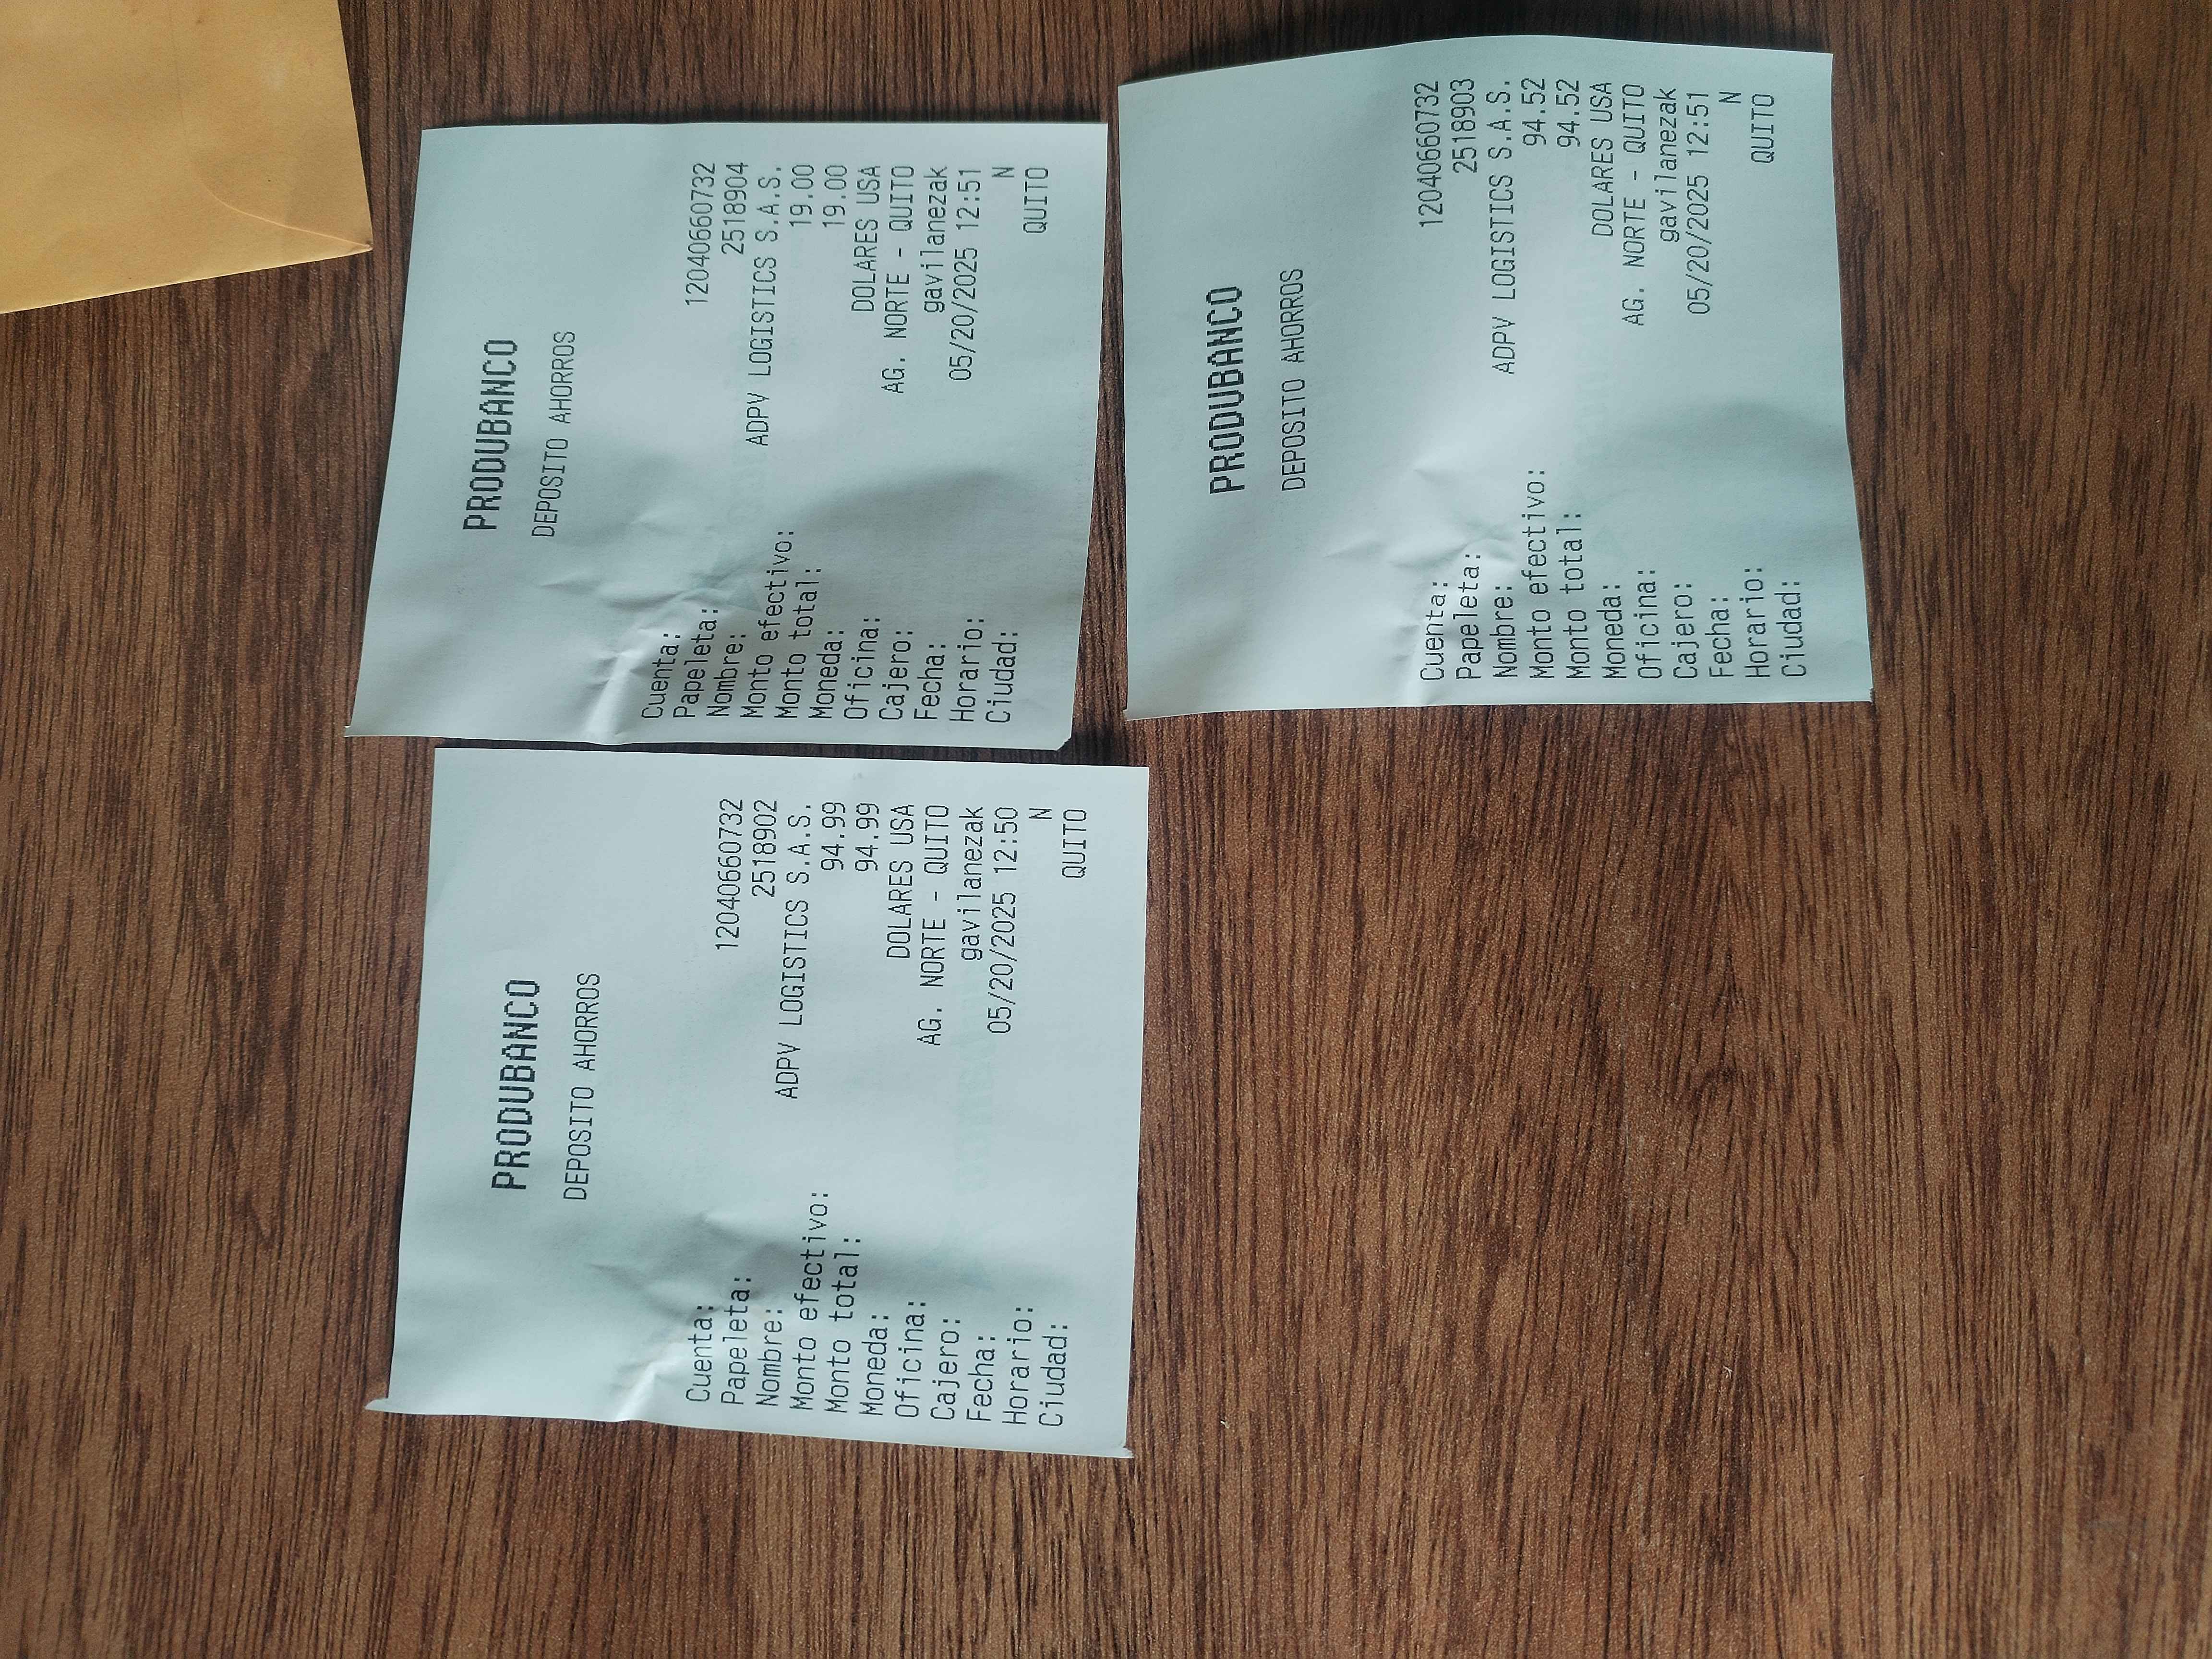 PRODUBANCO
DEPOSITO AHORROS
Cuenta: 12040660732
Papeleta: 2518902
Nombre: ADPV LOGISTICS S.A.S.
Monto efectivo: 94.99
Monto total: 94.99
Moneda: DOLARES USA
Oficina: AG. NORTE - QUITO
Cajero: gavilanezak
Fecha: 05/20/2025 12:50
Horario: N
Ciudad: QUITO
PRODUBANCO
DEPOSITO AHORROS
Cuenta: 12040660732
Papeleta: 2518904
Nombre: ADPV LOGISTICS S.A.S.
Monto efectivo: 19.00
Monto total: 19.00
Moneda: DOLARES USA
Oficina: AG. NORTE - QUITO
Cajero: gavilanezak
Fecha: 05/20/2025 12:51
Horario: N
Ciudad: QUITO
PRODUBANCO
DEPOSITO AHORROS
Cuenta: 12040660732
Papeleta: 2518903
Nombre: ADPV LOGISTICS S.A.S.
Monto efectivo: 94.52
Monto total: 94.52
Moneda: DOLARES USA
Oficina: AG. NORTE - QUITO
Cajero: gavilanezak
Fecha: 05/20/2025 12:51
Horario: N
Ciudad: QUITO